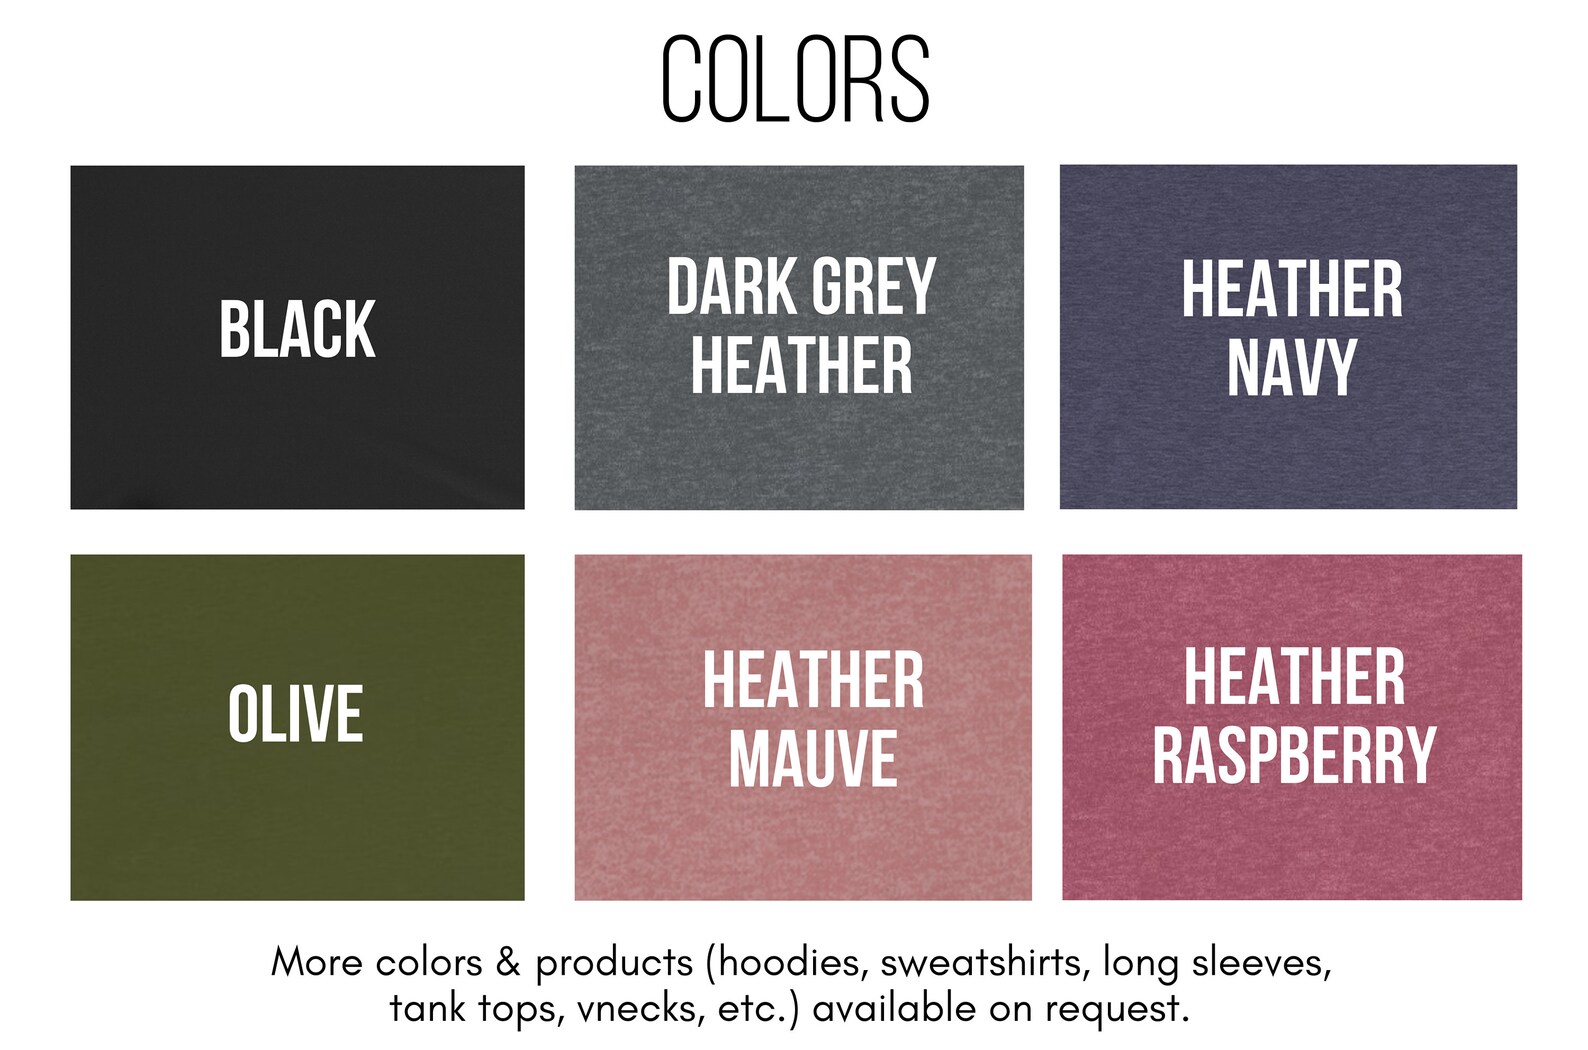 COLORS
BLACK
DARK GREY
HEATHER
HEATHER
NAVY
OLIVE
HEATHER
MAUVE
HEATHER
RASPBERRY
More colors & products (hoodies, sweatshirts, long sleeves,
tank tops, vnecks, etc.) available on request.